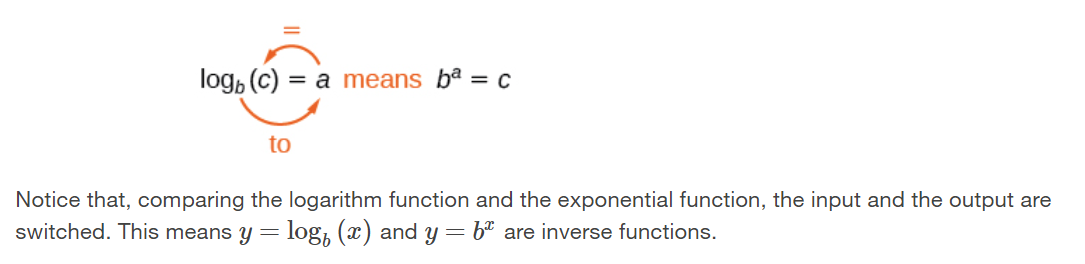 =
log_b (c) = a means b^a = c
to
Notice that, comparing the logarithm function and the exponential function, the input and the output are
switched. This means y = log_b (x) and y = b^x are inverse functions.